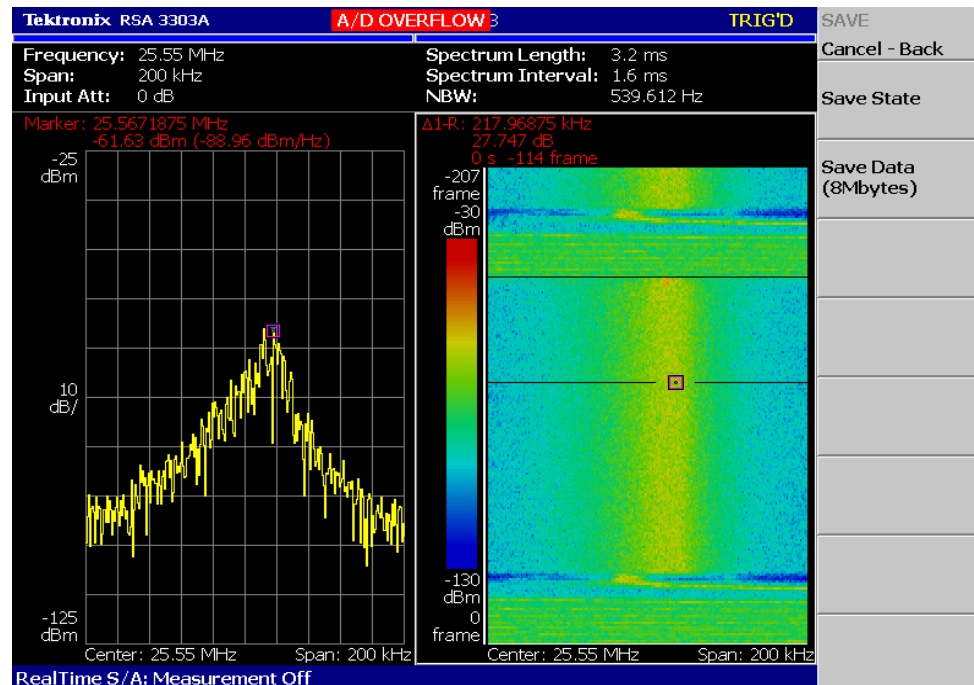 Tektronix RSA 3303A
A/D OVERFLOW
3
TRIG'D
SAVE
Cancel - Back
Save State
Save Data
(8Mbytes)
Frequency: 25.55 MHz
Span: 200 kHz
Input Att: 0 dB
Spectrum Length: 3.2 ms
Spectrum Interval: 1.6 ms
NBW: 539.612 Hz
Marker: 25.5671875 MHz
-61.63 dBm (-88.96 dBm/Hz)
-25
dBm
10
dB/
-125
dBm
Center: 25.55 MHz
Span: 200 kHz
Δ1-R: 217.96875 kHz
27.747 dB
0 s -114 frame
-207
frame
-30
dBm
-130
dBm
0
frame
Center: 25.55 MHz
Span: 200 kHz
RealTime S/A: Measurement Off